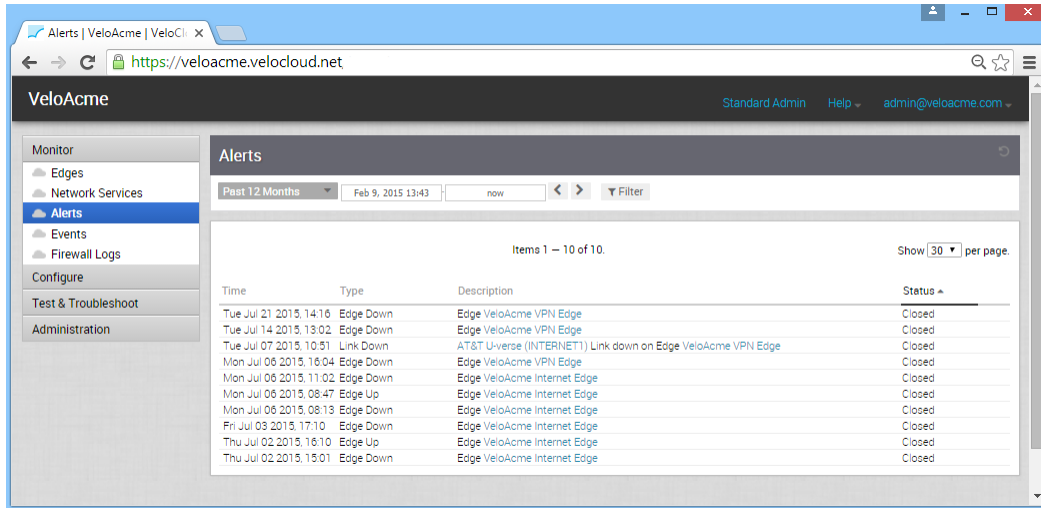 Alerts | VeloAcme | VeloCl
https://veloacme.velocloud.net
VeloAcme
Standard Admin Help admin@veloacme.com
Monitor
Edges
Network Services
Alerts
Events
Firewall Logs
Configure
Test & Troubleshoot
Administration
Alerts
Past 12 Months Feb 9, 2015 13:43 - now Filter
Items 1 — 10 of 10.
Show 30 per page.
Time Type Description Status
Tue Jul 21 2015, 14:16 Edge Down Edge VeloAcme VPN Edge Closed
Tue Jul 14 2015, 13:02 Edge Down Edge VeloAcme VPN Edge Closed
Tue Jul 07 2015, 10:51 Link Down AT&T U-verse (INTERNET1) Link down on Edge VeloAcme VPN Edge Closed
Mon Jul 06 2015, 16:04 Edge Down Edge VeloAcme VPN Edge Closed
Mon Jul 06 2015, 11:02 Edge Down Edge VeloAcme Internet Edge Closed
Mon Jul 06 2015, 08:47 Edge Up Edge VeloAcme Internet Edge Closed
Mon Jul 06 2015, 08:13 Edge Down Edge VeloAcme Internet Edge Closed
Fri Jul 03 2015, 17:10 Edge Down Edge VeloAcme Internet Edge Closed
Thu Jul 02 2015, 16:10 Edge Up Edge VeloAcme Internet Edge Closed
Thu Jul 02 2015, 15:01 Edge Down Edge VeloAcme Internet Edge Closed